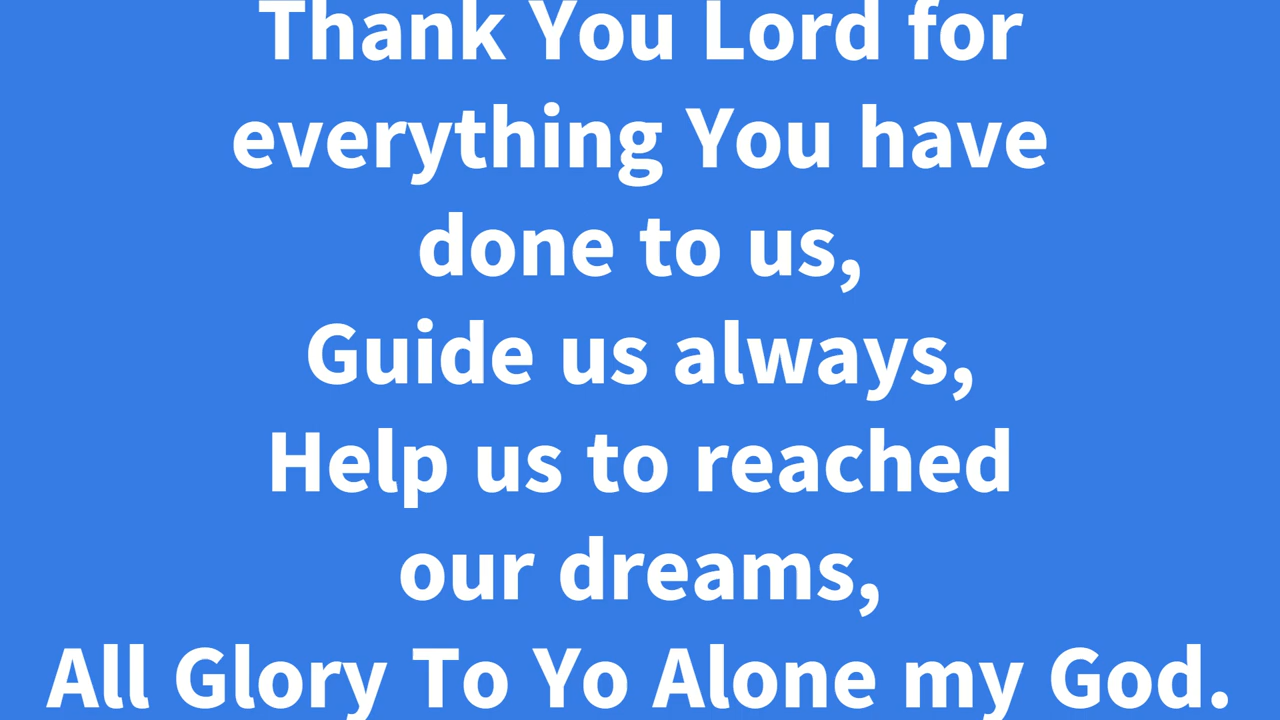 Thank You Lord for
everything You have
done to us,
Guide us always,
Help us to reached
our dreams,
All Glory To Yo Alone my God.